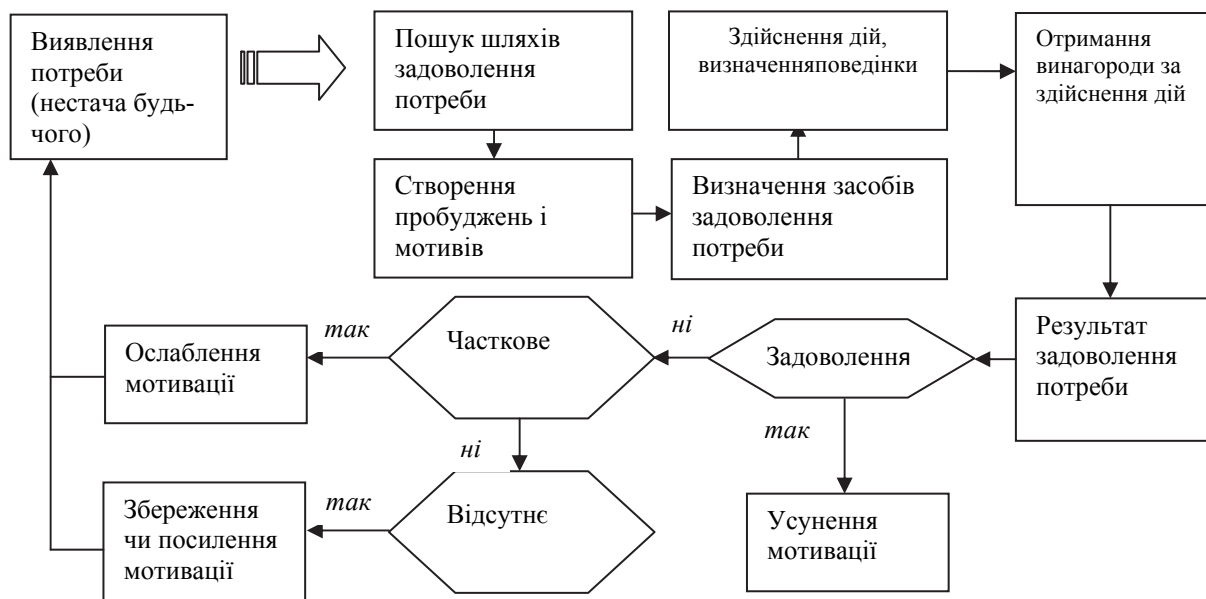 Виявлення
потреби
(нестача будь-
чого)
Пошук шляхів
задоволення
потреби
Здійснення дій,
визначенняповедінки
Отримання
винагороди за
здійснення дій
Створення
пробуджень і
мотивів
Визначення засобів
задоволення
потреби
Ослаблення
мотивації
так
Часткове
ні
Задоволення
Результат
задоволення
потреби
ні
так
Збереження
чи посилення
мотивації
так
Відсутнє
Усунення
мотивації